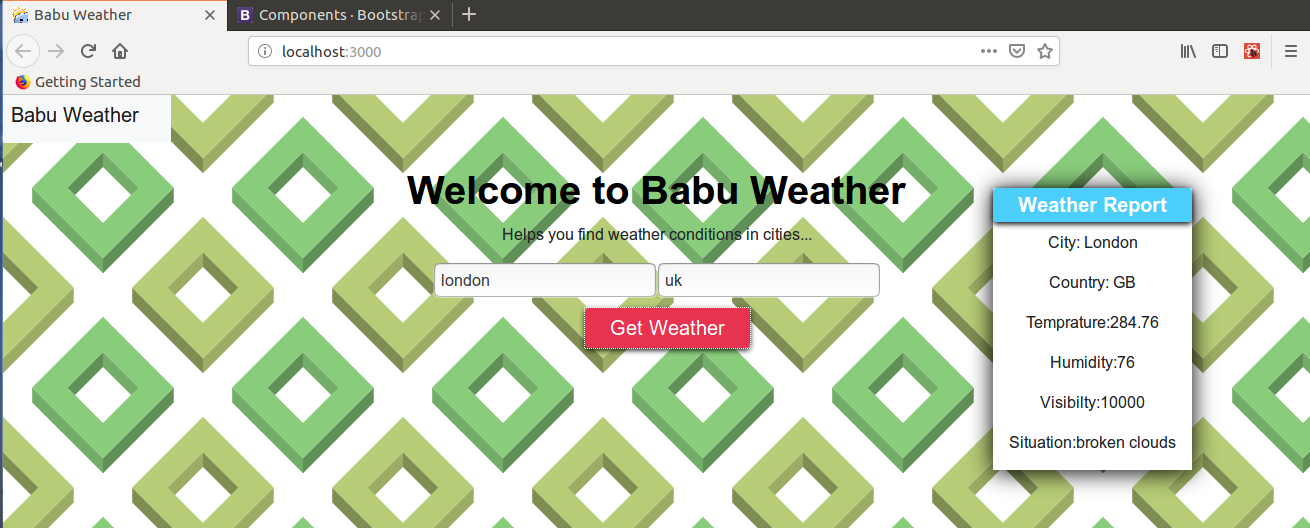 Babu Weather
Components · Bootstrap
localhost:3000
Getting Started
Babu Weather
Welcome to Babu Weather
Helps you find weather conditions in cities...
london
uk
Get Weather
Weather Report
City: London
Country: GB
Temprature:284.76
Humidity:76
Visibilty:10000
Situation:broken clouds